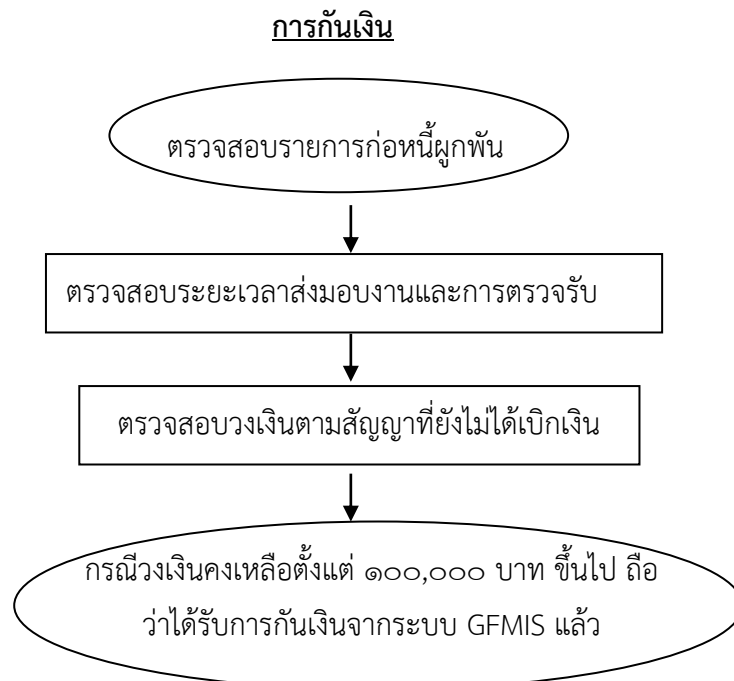 การกันเงิน
ตรวจสอบรายการก่อหนี้ผูกพัน
ตรวจสอบระยะเวลาส่งมอบงานและการตรวจรับ
ตรวจสอบวงเงินตามสัญญาที่ยังไม่ได้เบิกเงิน
กรณีวงเงินคงเหลือตั้งแต่ ๑๐๐,๐๐๐ บาท ขึ้นไป ถือ
ว่าได้รับการกันเงินจากระบบ GFMIS แล้ว